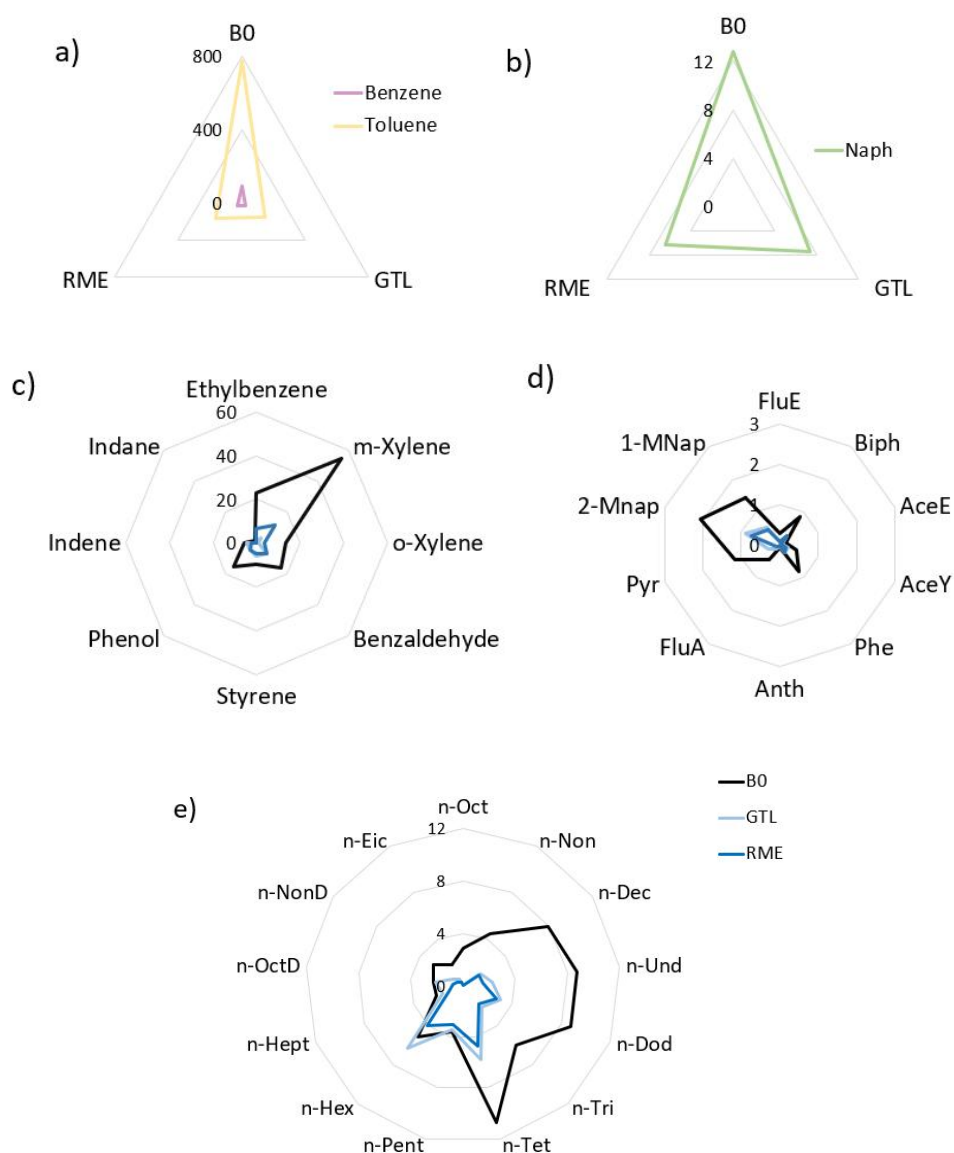 a)
B0
800
400
0
RME
GTL
Benzene
Toluene
b)
B0
12
8
4
0
RME
GTL
Naph
c)
Ethylbenzene
60
40
20
0
m-Xylene
o-Xylene
Benzaldehyde
Styrene
Phenol
Indene
Indane
d)
FluE
3
2
1
0
Biph
AceE
AceY
Phe
Anth
FluA
Pyr
2-Mnap
1-MNap
e)
n-Oct
12
8
4
0
n-Non
n-Dec
n-Und
n-Dod
n-Tri
n-Tet
n-Pent
n-Hex
n-Hept
n-OctD
n-NonD
n-Eic
B0
GTL
RME